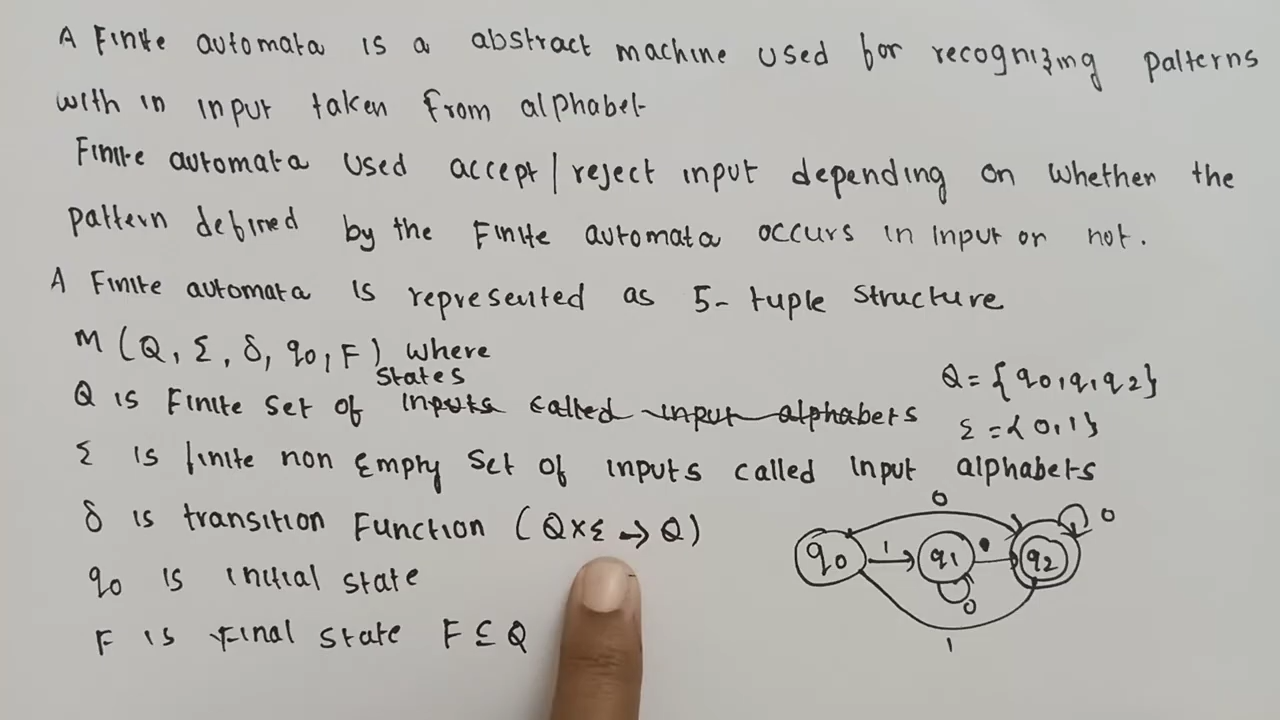 A Finite automata is a abstract machine used for recognizing patterns
with in input taken from alphabet
Finite automata used accept/reject input depending on whether the
pattern defined by the Finite automata occurs in input or not.
A Finite automata is represented as 5-tuple structure
M (Q, Σ, δ, q0, F) where
states
Q is Finite set of inputs called input alphabets
Q = {q0, q1, q2}
Σ = {0,1}
Σ is finite non Empty set of inputs called input alphabets
δ is transition Function (Q×Σ → Q)
q0 is initial state
F is Final state F ⊆ Q
0
0
q0 1 q1 q2
0
1